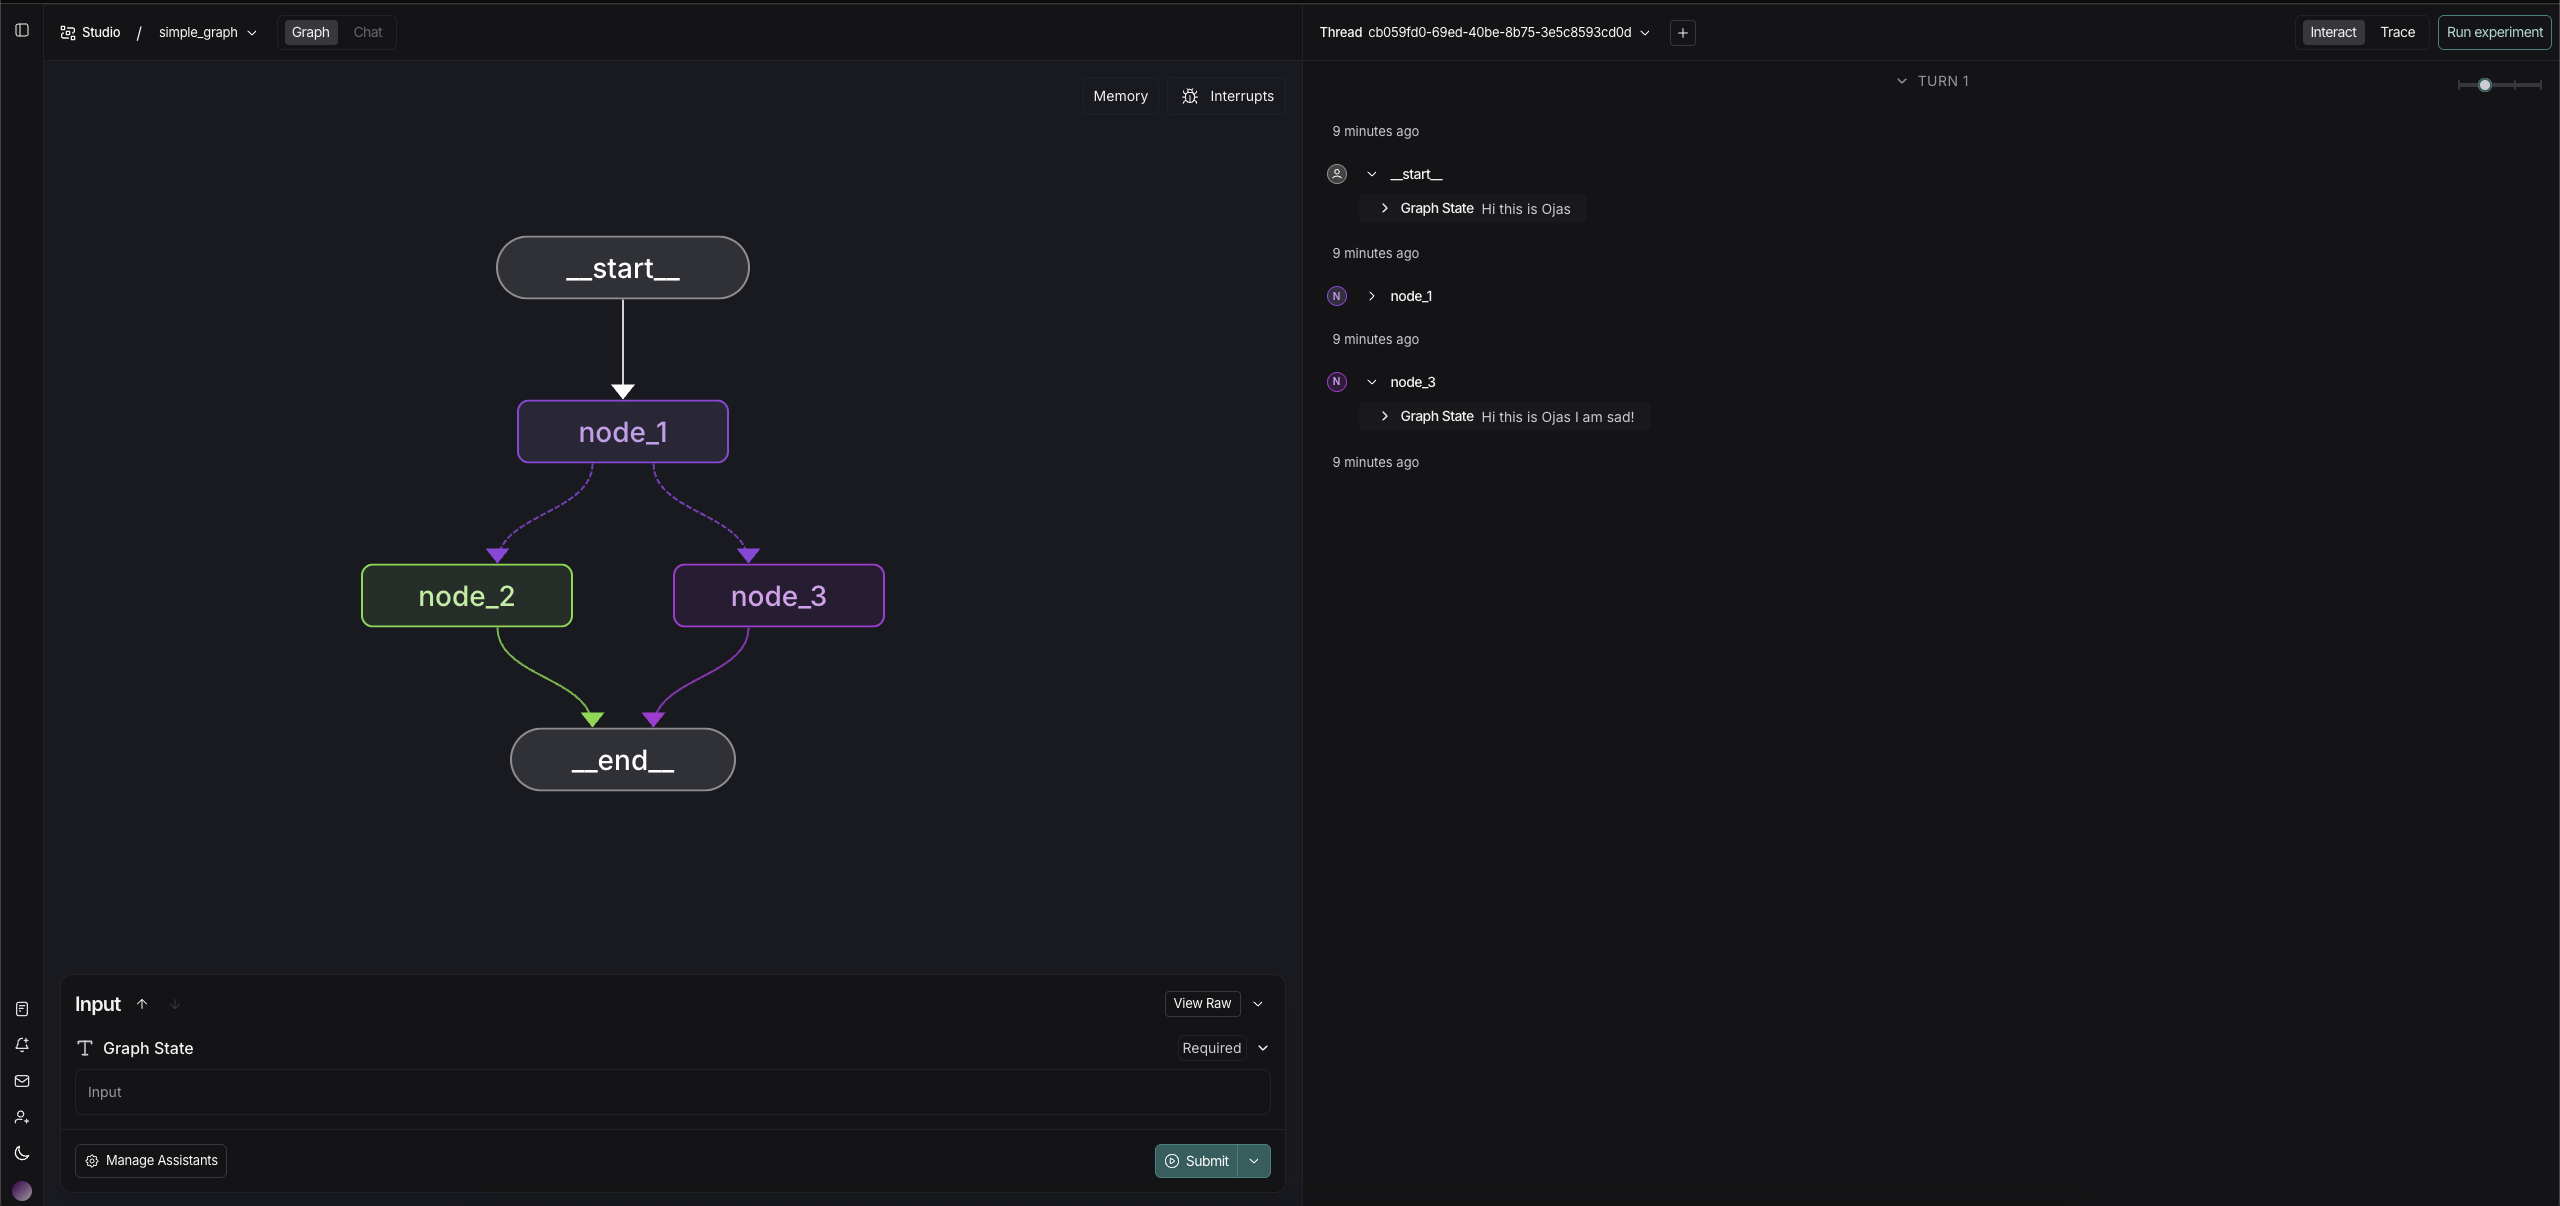 Studio / simple_graph Graph Chat
Memory Interrupts
__start__
node_1
node_2 node_3
__end__
Input View Raw
Graph State Required
Input
Manage Assistants Submit
Thread cb059fd0-69ed-40be-8b75-3e5c8593cd0d + Interact Trace Run experiment
TURN 1
9 minutes ago
__start__
Graph State Hi this is Ojas
9 minutes ago
N node_1
9 minutes ago
N node_3
Graph State Hi this is Ojas I am sad!
9 minutes ago